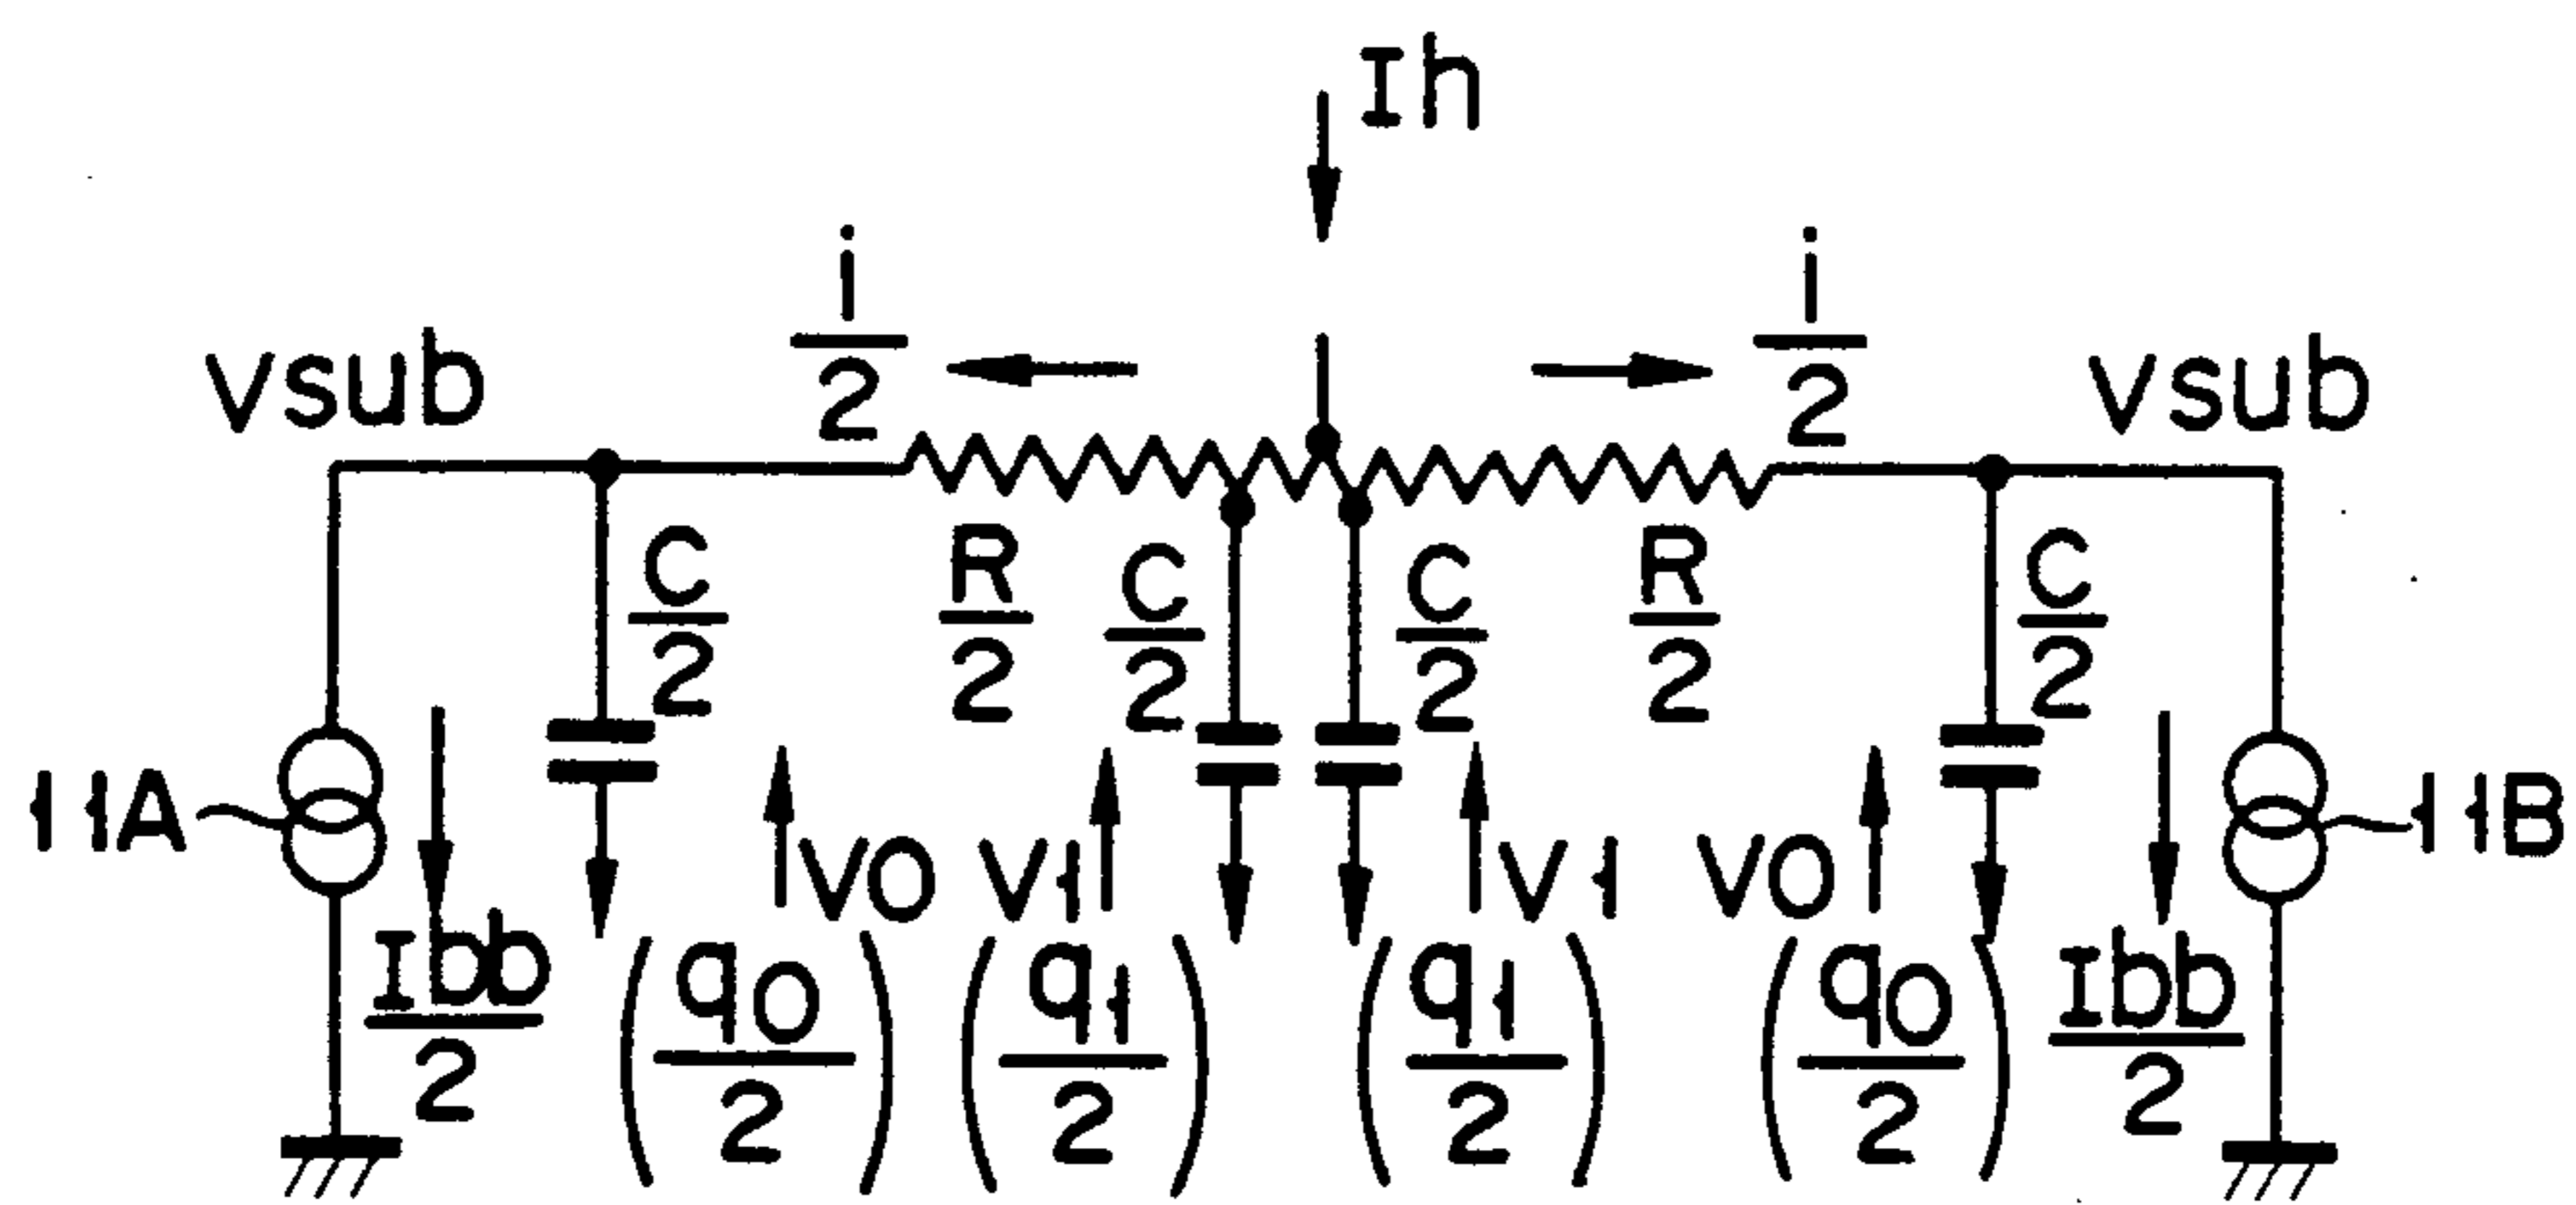 Ih
i/2
i/2
vsub
vsub
C/2
R/2
C/2
C/2
R/2
C/2
11A
V0
V1
V1
V0
11B
Ibb/2
(q0/2)
(q1/2)
(q1/2)
(q0/2)
Ibb/2